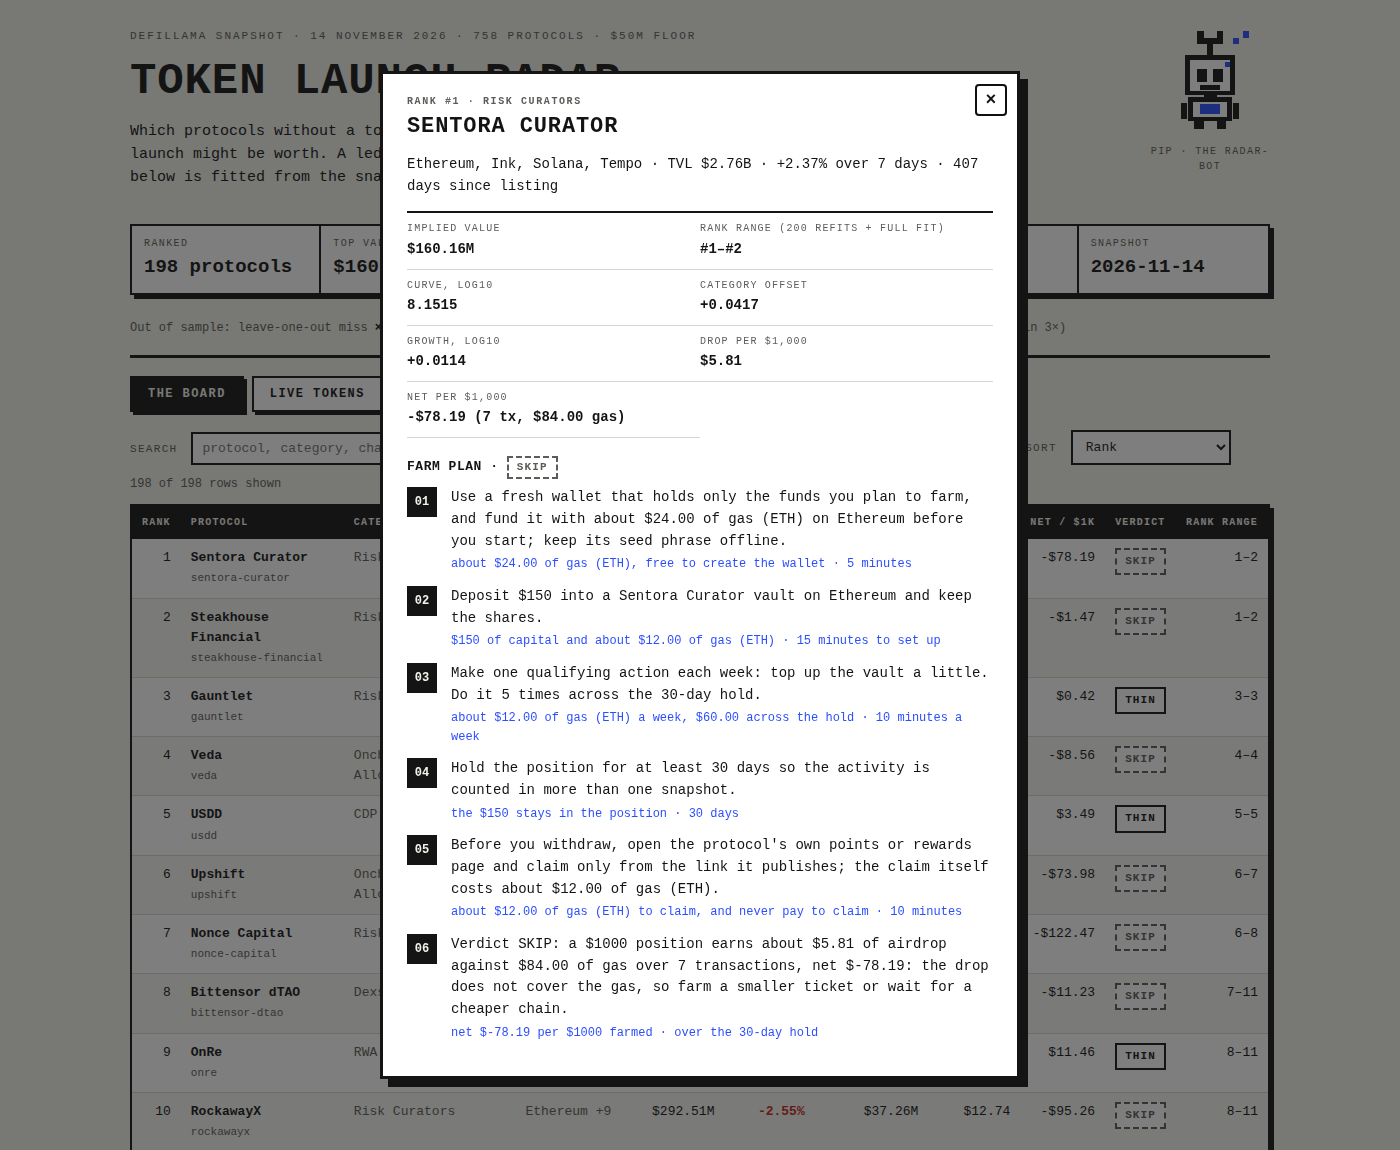 DEFILLAMA SNAPSHOT · 14 NOVEMBER 2026 · 758 PROTOCOLS · $50M FLOOR
TOKEN LAUNCH RADAR
Which protocols without a
launch might be worth. A
below is fitted from the
PIP · THE RADAR-
BOT
RANKED
198 protocols
TOP
$160
SNAPSHOT
2026-11-14
Out of sample: leave-one-out miss
3×)
THE BOARD
LIVE TOKENS
SEARCH
protocol, category,
SORT
Rank
198 of 198 rows shown
RANK PROTOCOL NET / $1K VERDICT RANK RANGE
1 Sentora Curator -$78.19 SKIP 1–2
sentora-curator
2 Steakhouse -$1.47 SKIP 1–2
Financial
steakhouse-financial
3 Gauntlet $0.42 THIN 3–3
gauntlet
4 Veda -$8.56 SKIP 4–4
veda
5 USDD CDP $3.49 THIN 5–5
usdd
6 Upshift -$73.98 SKIP 6–7
upshift
7 Nonce Capital -$122.47 SKIP 6–8
nonce-capital
8 Bittensor dTAO -$11.23 SKIP 7–11
bittensor-dtao
9 OnRe RWA $11.46 THIN 8–11
onre
10 RockawayX Risk Curators Ethereum +9 $292.51M -2.55% $37.26M $12.74 -$95.26 SKIP 8–11
rockawayx
RANK #1 · RISK CURATORS
×
SENTORA CURATOR
Ethereum, Ink, Solana, Tempo · TVL $2.76B · +2.37% over 7 days · 407
days since listing
IMPLIED VALUE
$160.16M
RANK RANGE (200 REFITS + FULL FIT)
#1–#2
CURVE, LOG10
8.1515
CATEGORY OFFSET
+0.0417
GROWTH, LOG10
+0.0114
DROP PER $1,000
$5.81
NET PER $1,000
-$78.19 (7 tx, $84.00 gas)
FARM PLAN · SKIP
01 Use a fresh wallet that holds only the funds you plan to farm,
and fund it with about $24.00 of gas (ETH) on Ethereum before
you start; keep its seed phrase offline.
about $24.00 of gas (ETH), free to create the wallet · 5 minutes
02 Deposit $150 into a Sentora Curator vault on Ethereum and keep
the shares.
$150 of capital and about $12.00 of gas (ETH) · 15 minutes to set up
03 Make one qualifying action each week: top up the vault a little.
Do it 5 times across the 30-day hold.
about $12.00 of gas (ETH) a week, $60.00 across the hold · 10 minutes a
week
04 Hold the position for at least 30 days so the activity is
counted in more than one snapshot.
the $150 stays in the position · 30 days
05 Before you withdraw, open the protocol's own points or rewards
page and claim only from the link it publishes; the claim itself
costs about $12.00 of gas (ETH).
about $12.00 of gas (ETH) to claim, and never pay to claim · 10 minutes
06 Verdict SKIP: a $1000 position earns about $5.81 of airdrop
against $84.00 of gas over 7 transactions, net $-78.19: the drop
does not cover the gas, so farm a smaller ticket or wait for a
cheaper chain.
net $-78.19 per $1000 farmed · over the 30-day hold